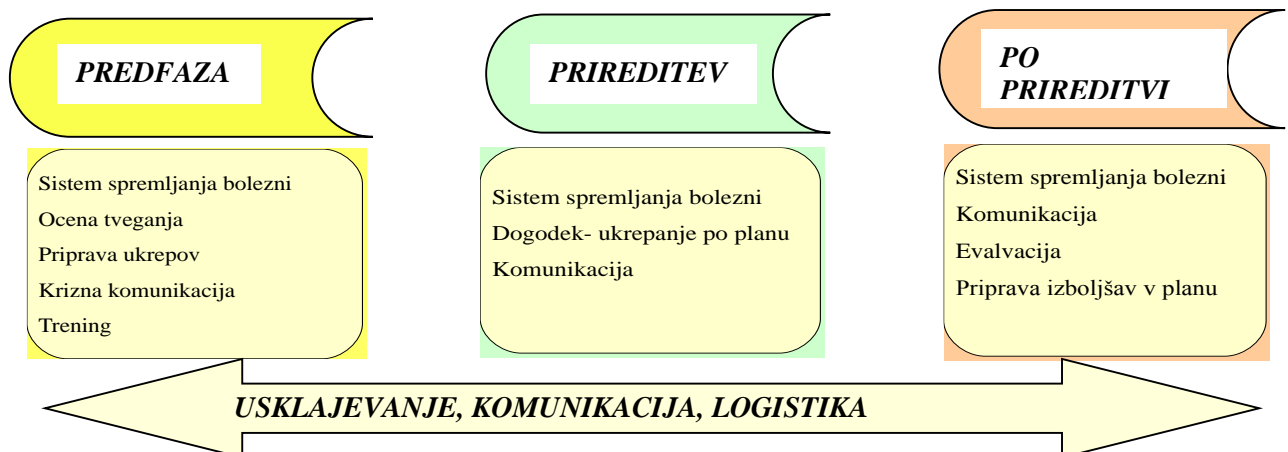 PREDFAZA
Sistem spremljanja bolezni
Ocena tveganja
Priprava ukrepov
Krizna komunikacija
Trening
PRIREDITEV
Sistem spremljanja bolezni
Dogodek- ukrepanje po planu
Komunikacija
PO
PRIREDITVI
Sistem spremljanja bolezni
Komunikacija
Evalvacija
Priprava izboljšav v planu
USKLAJEVANJE, KOMUNIKACIJA, LOGISTIKA